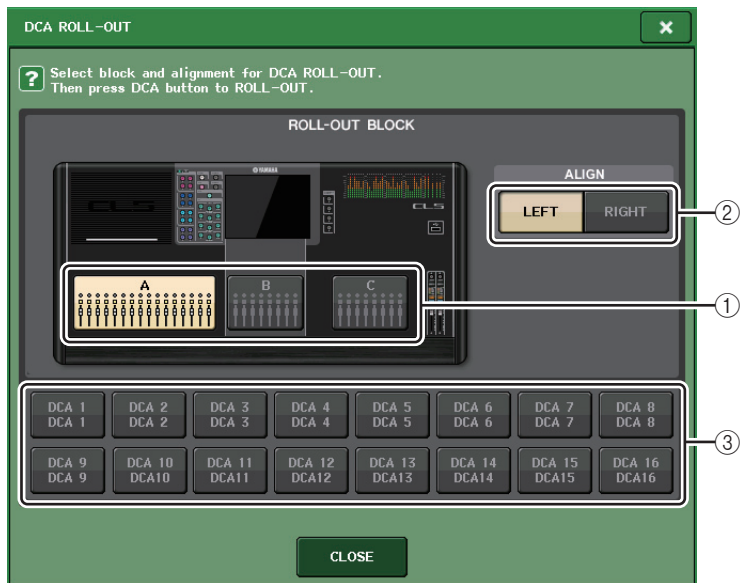 DCA ROLL-OUT
?
Select block and alignment for DCA ROLL-OUT.
Then press DCA button to ROLL-OUT.
ROLL-OUT BLOCK
YAMAHA
CL5
CL5
ALIGN
LEFT RIGHT
②
A B C
①
DCA 1 DCA 2 DCA 3 DCA 4 DCA 5 DCA 6 DCA 7 DCA 8
DCA 1 DCA 2 DCA 3 DCA 4 DCA 5 DCA 6 DCA 7 DCA 8
③
DCA 9 DCA 10 DCA 11 DCA 12 DCA 13 DCA 14 DCA 15 DCA 16
DCA 9 DCA10 DCA11 DCA12 DCA13 DCA14 DCA15 DCA16
CLOSE